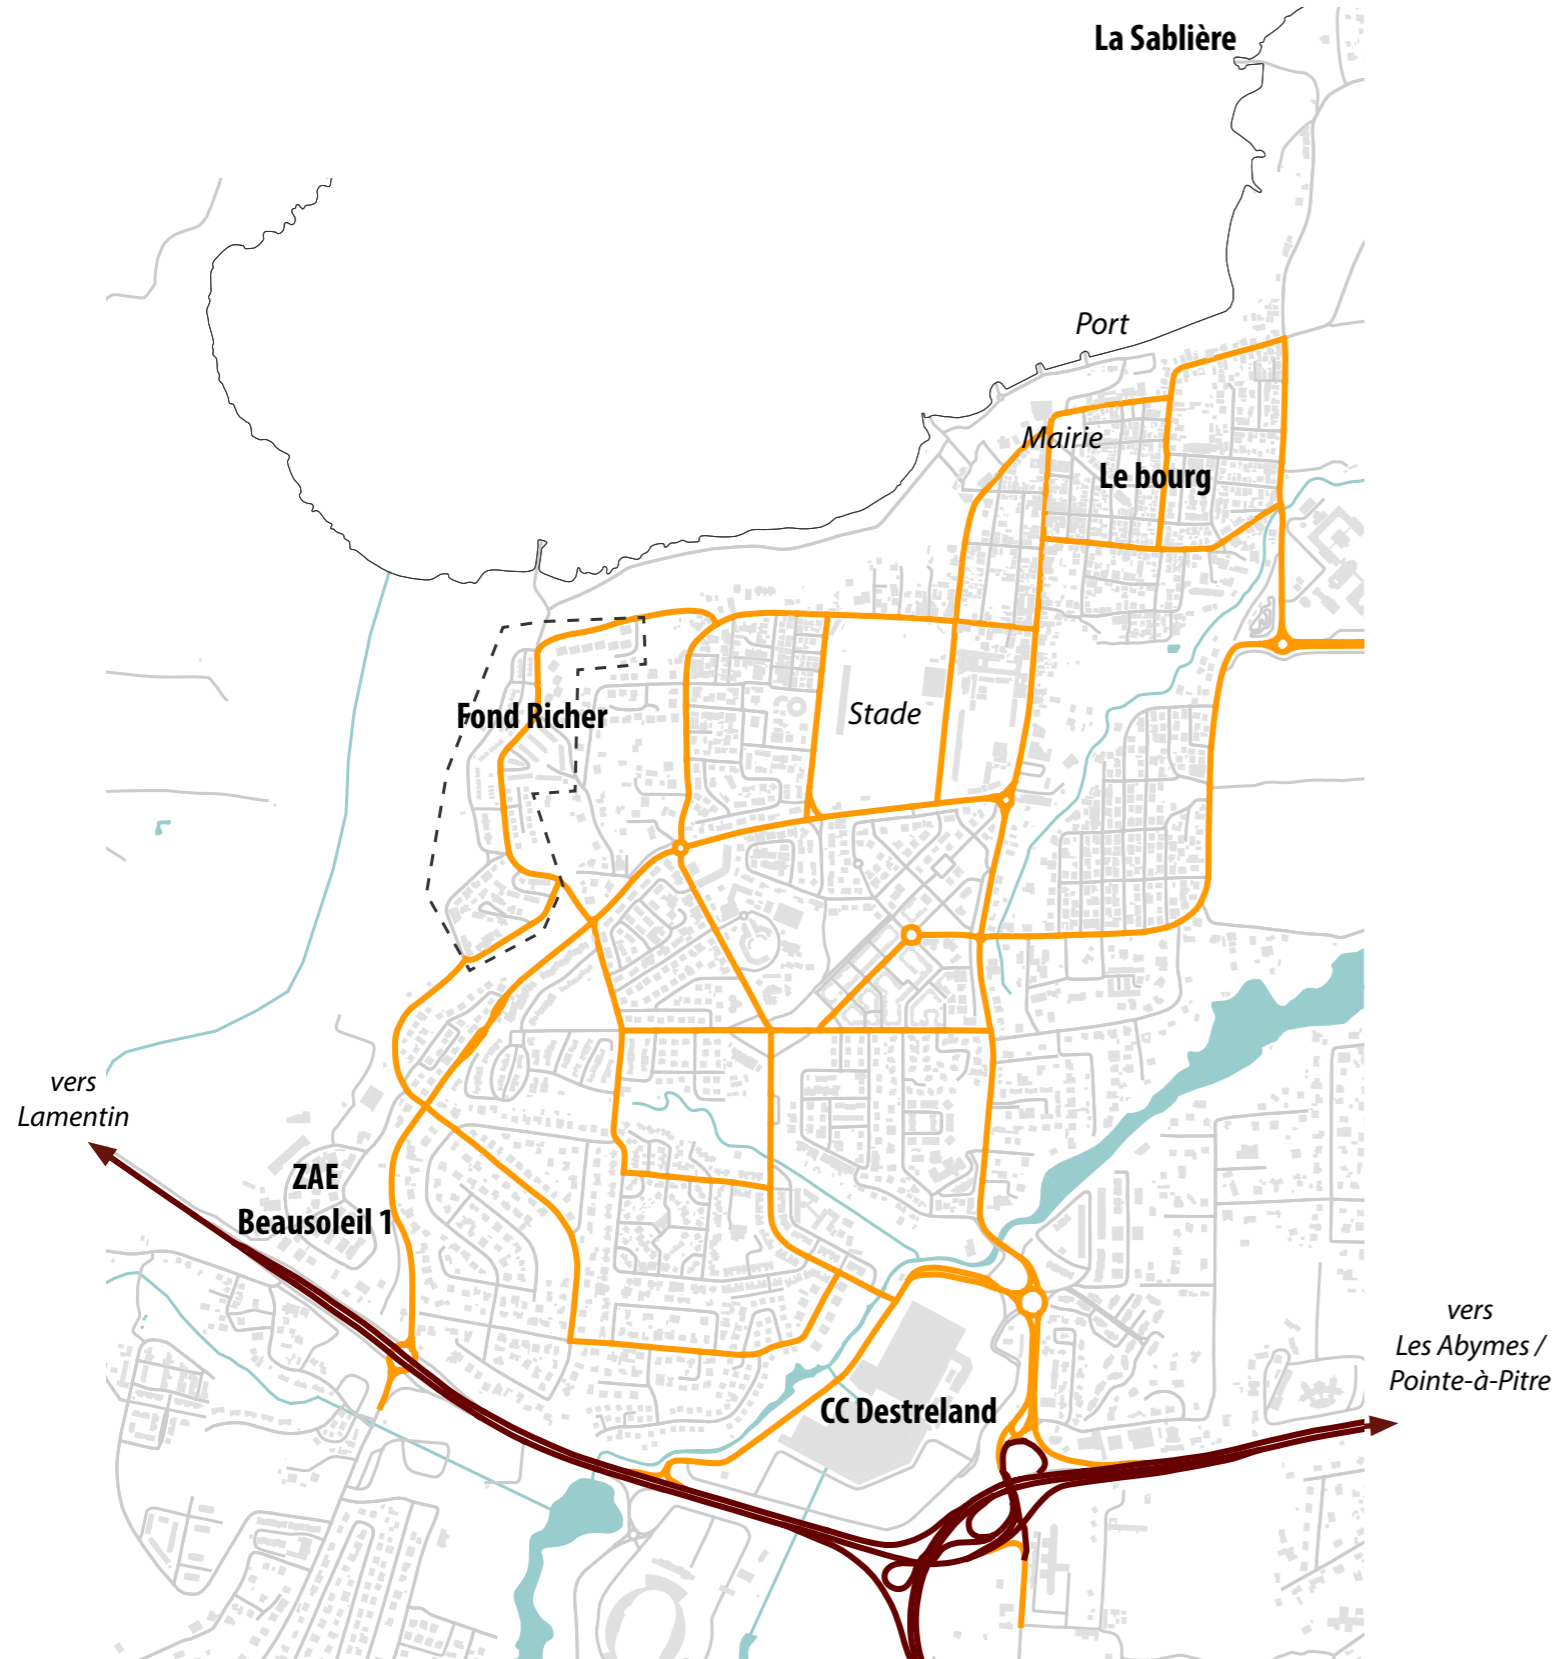 La Sablière
Port
Mairie
Le bourg
Fond Richer
Stade
vers
Lamentin
ZAE
Beausoleil 1
vers
Les Abymes /
Pointe-à-Pitre
CC Destreland